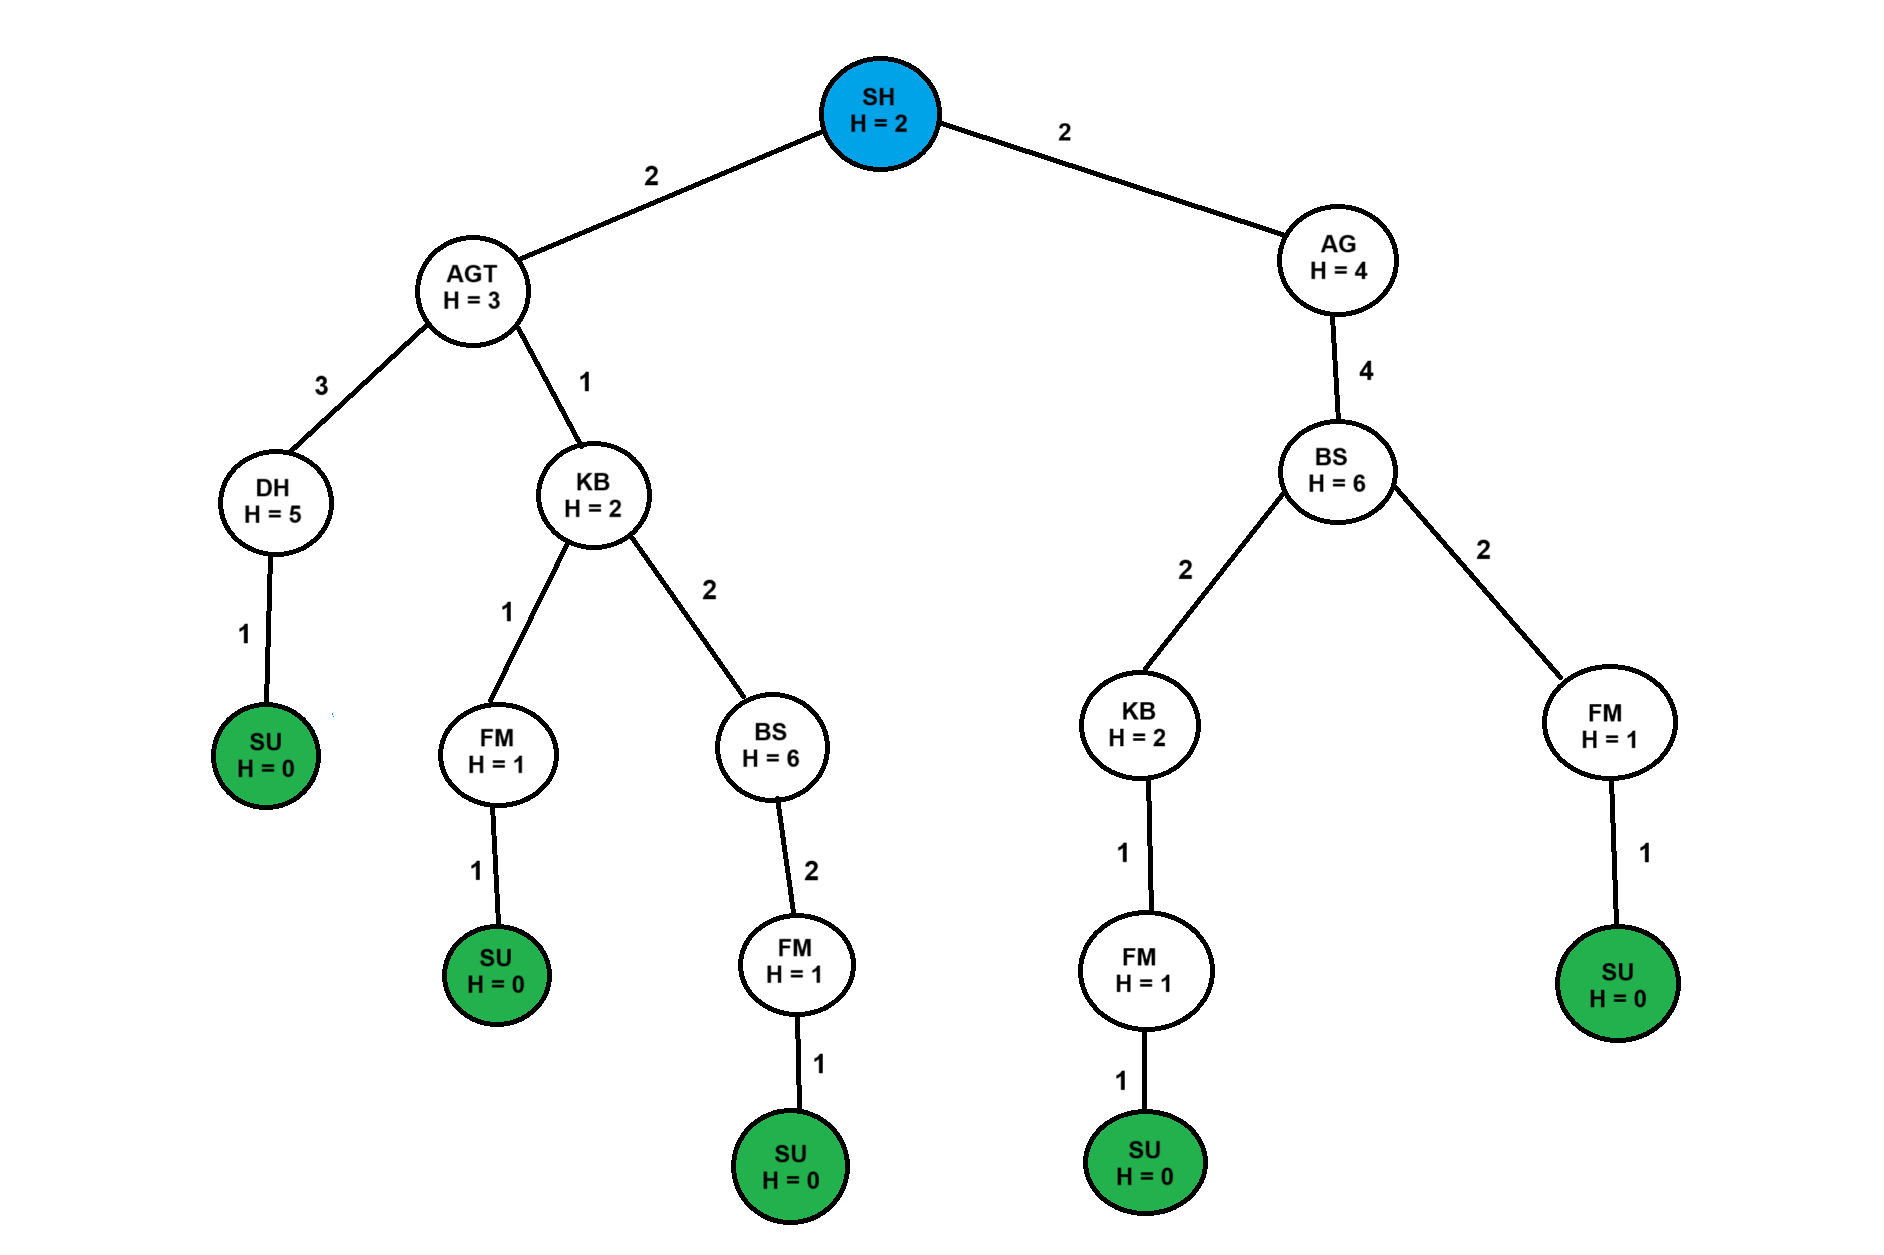 SH
H = 2
2
2
AG
H = 4
AGT
H = 3
3
1
4
BS
H = 6
DH
H = 5
KB
H = 2
2
2
1
2
1
KB
H = 2
FM
H = 1
SU
H = 0
FM
H = 1
BS
H = 6
1
2
1
1
SU
H = 0
FM
H = 1
FM
H = 1
SU
H = 0
1
1
SU
H = 0
SU
H = 0